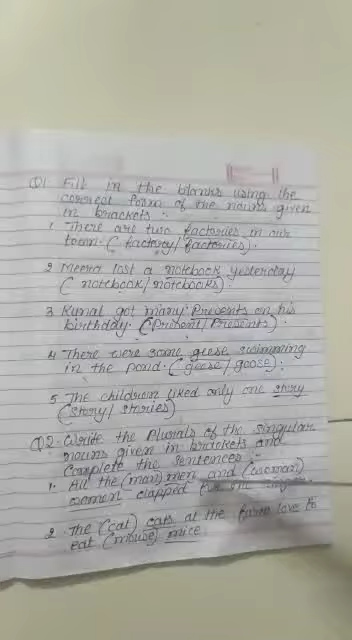 Q1. Fill in the blanks using the
correct form of the nouns given
in brackets :
1. There are two factories in our
town. (factory/factories).
2 Meera lost a notebook yesterday
(notebook/notebooks).
3 Kunal got many Presents on his
birthday. (Present/Presents).
4 There were some geese swimming
in the pond. (geese/goose).
5 The children liked only one story
(Story/stories)
Q2. Write the Plurals of the singular
nouns given in brackets and
Complete the sentences :-
1. All the (man) men and (woman)
women clapped for the
2. The (cat) cats at the farm love to
eat (mouse) mice.